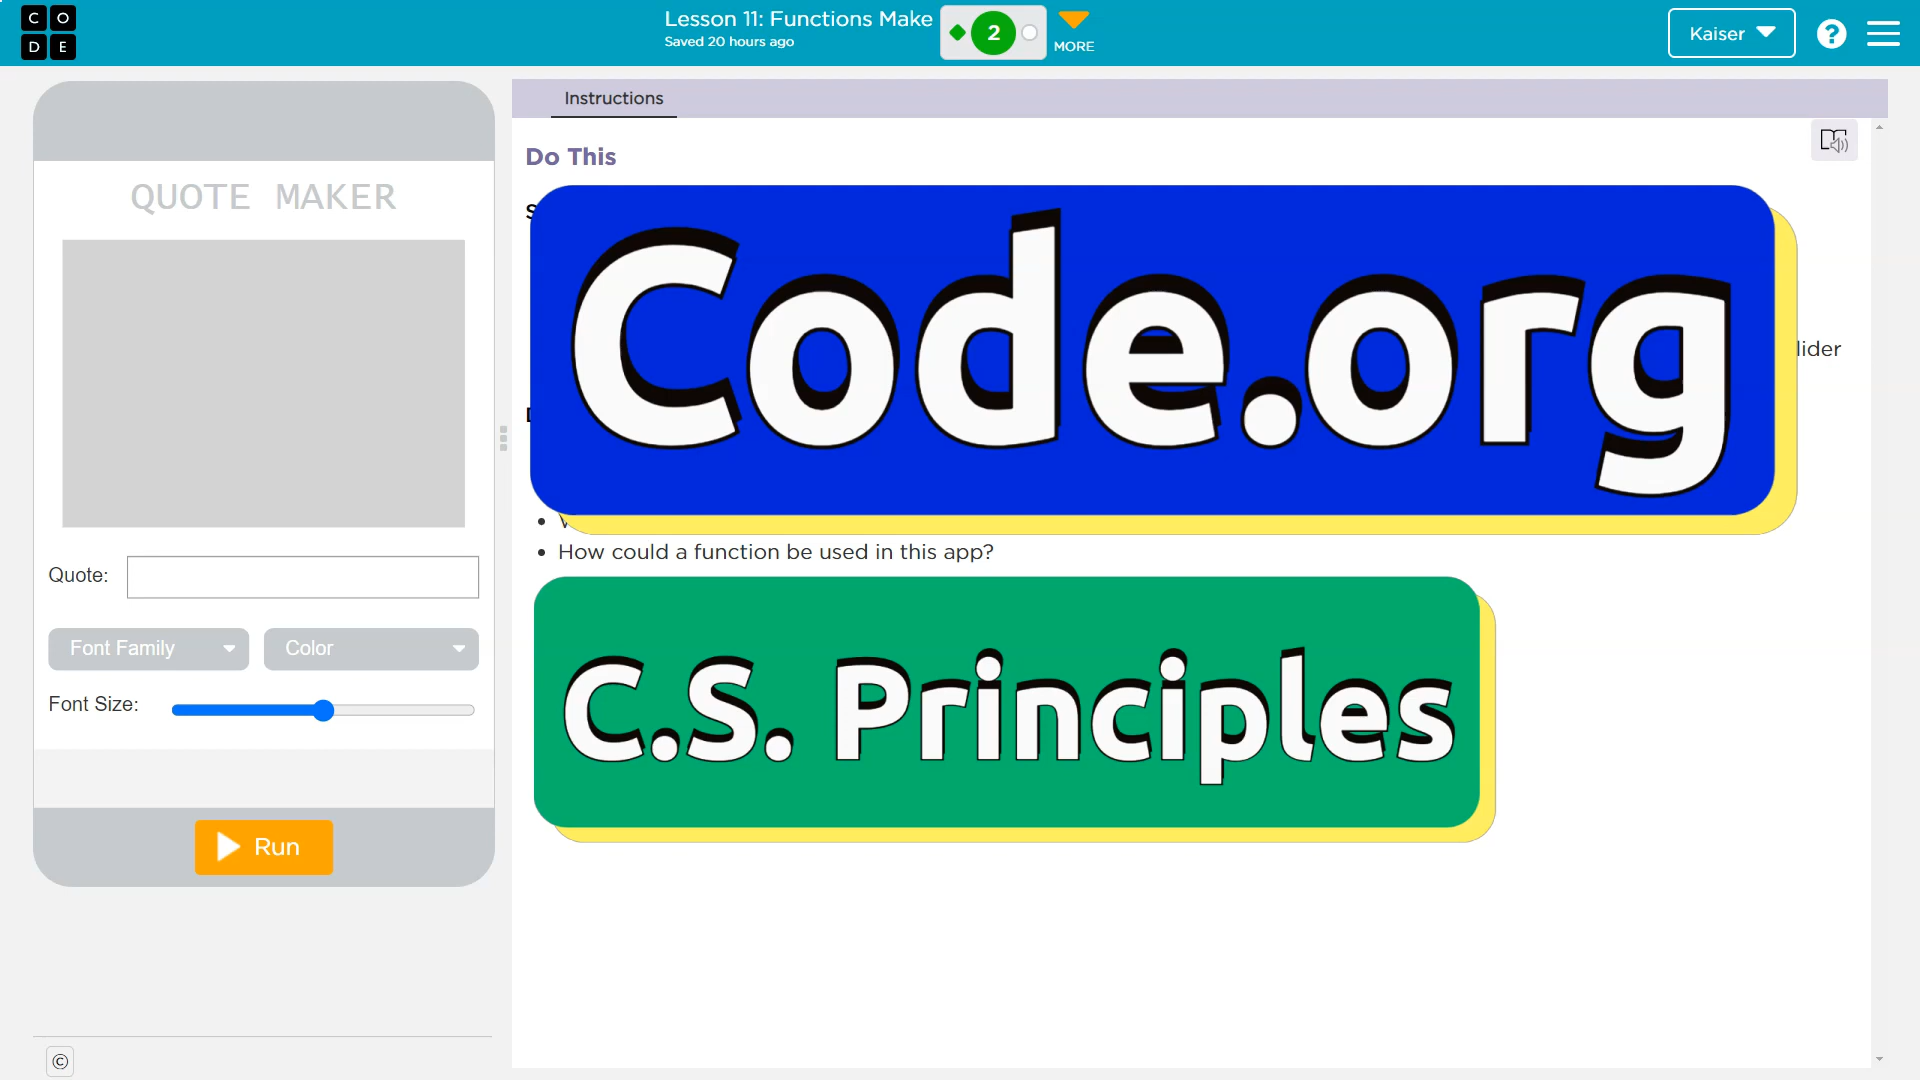 C O
D E
Lesson 11: Functions Make
Saved 20 hours ago
2
MORE
Kaiser
?
Instructions
Do This
QUOTE MAKER
Code.org
lider
How could a function be used in this app?
Quote:
Font Family
Color
Font Size:
C.S. Principles
Run
©